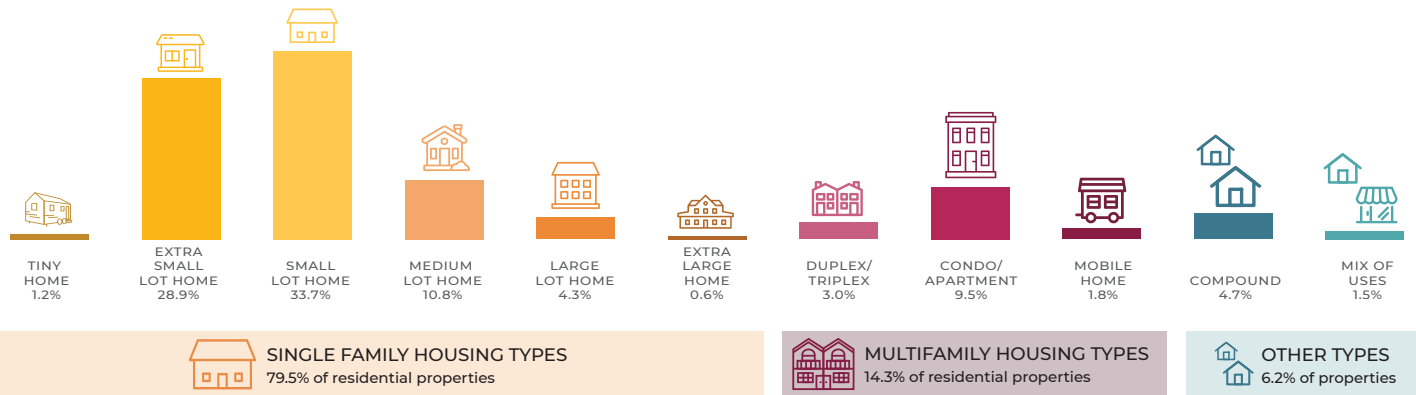 TINY
HOME
1.2%
EXTRA
SMALL
LOT HOME
28.9%
SMALL
LOT HOME
33.7%
MEDIUM
LOT HOME
10.8%
LARGE
LOT HOME
4.3%
EXTRA
LARGE
HOME
0.6%
DUPLEX/
TRIPLEX
3.0%
CONDO/
APARTMENT
9.5%
MOBILE
HOME
1.8%
COMPOUND
4.7%
MIX OF
USES
1.5%
SINGLE FAMILY HOUSING TYPES
79.5% of residential properties
MULTIFAMILY HOUSING TYPES
14.3% of residential properties
OTHER TYPES
6.2% of properties